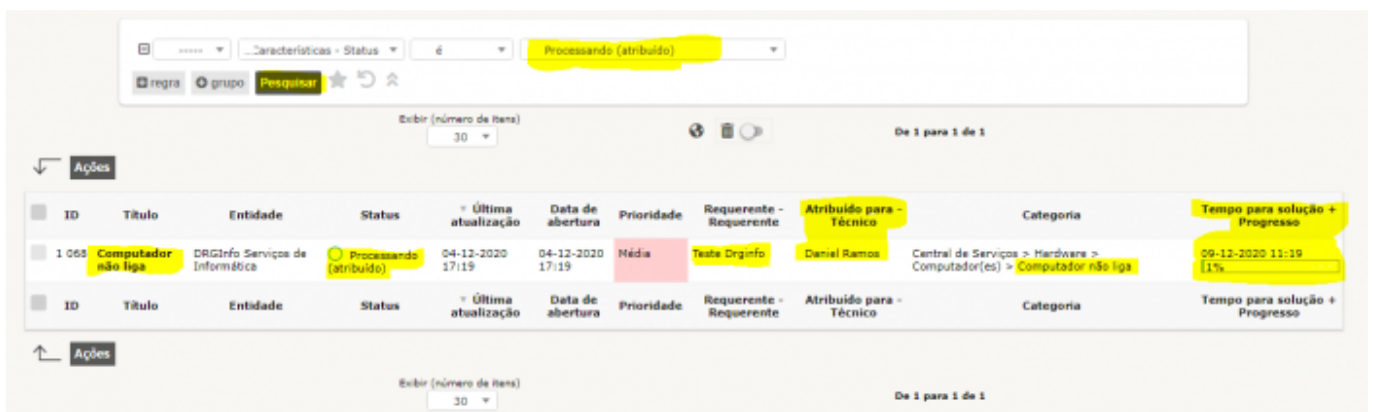 ----- ...Características - Status é Processando (atribuído)
regra grupo Pesquisar
Exibir (número de itens)
30 De 1 para 1 de 1
Ações
ID Título Entidade Status Última atualização Data de abertura Prioridade Requerente - Requerente Atribuído para - Técnico Categoria Tempo para solução + Progresso
1 068 Computador não liga DRGInfo Serviços de Informática Processando (atribuído) 04-12-2020 17:19 04-12-2020 17:19 Média Teste Drginfo Daniel Ramos Central de Serviços > Hardware > Computador(es) > Computador não liga 09-12-2020 11:19 1%
ID Título Entidade Status Última atualização Data de abertura Prioridade Requerente - Requerente Atribuído para - Técnico Categoria Tempo para solução + Progresso
Ações
Exibir (número de itens)
30 De 1 para 1 de 1